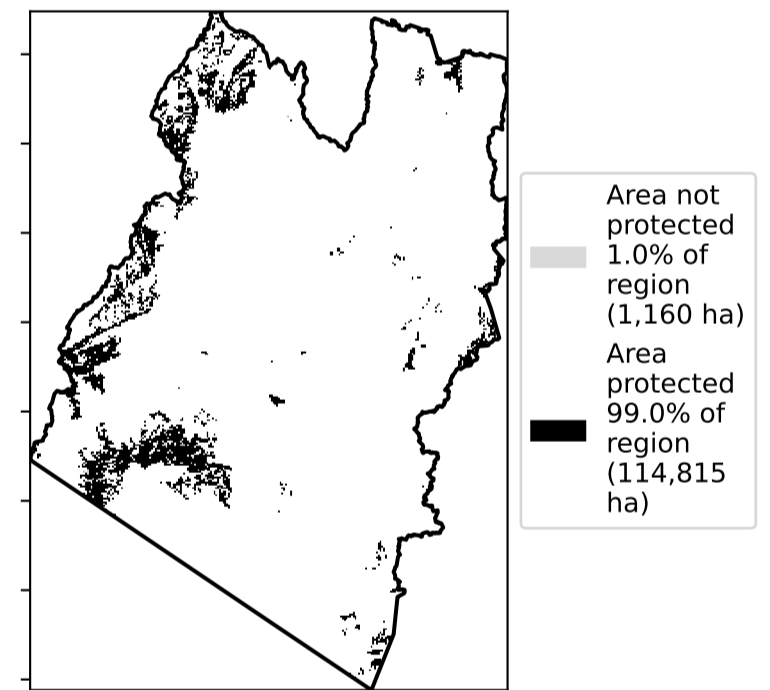 Area not
protected
1.0% of
region
(1,160 ha)
Area
protected
99.0% of
region
(114,815
ha)